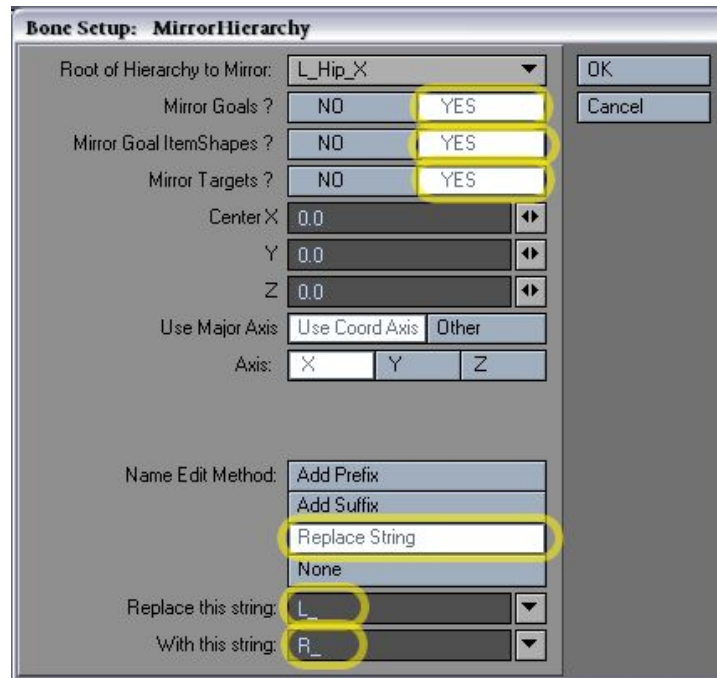 Bone Setup: MirrorHierarchy
Root of Hierarchy to Mirror: L_Hip_X OK
Mirror Goals ? NO YES Cancel
Mirror Goal ItemShapes ? NO YES
Mirror Targets ? NO YES
Center X 0.0
Y 0.0
Z 0.0
Use Major Axis Use Coord Axis Other
Axis: X Y Z
Name Edit Method: Add Prefix
Add Suffix
Replace String
None
Replace this string: L_
With this string: R_